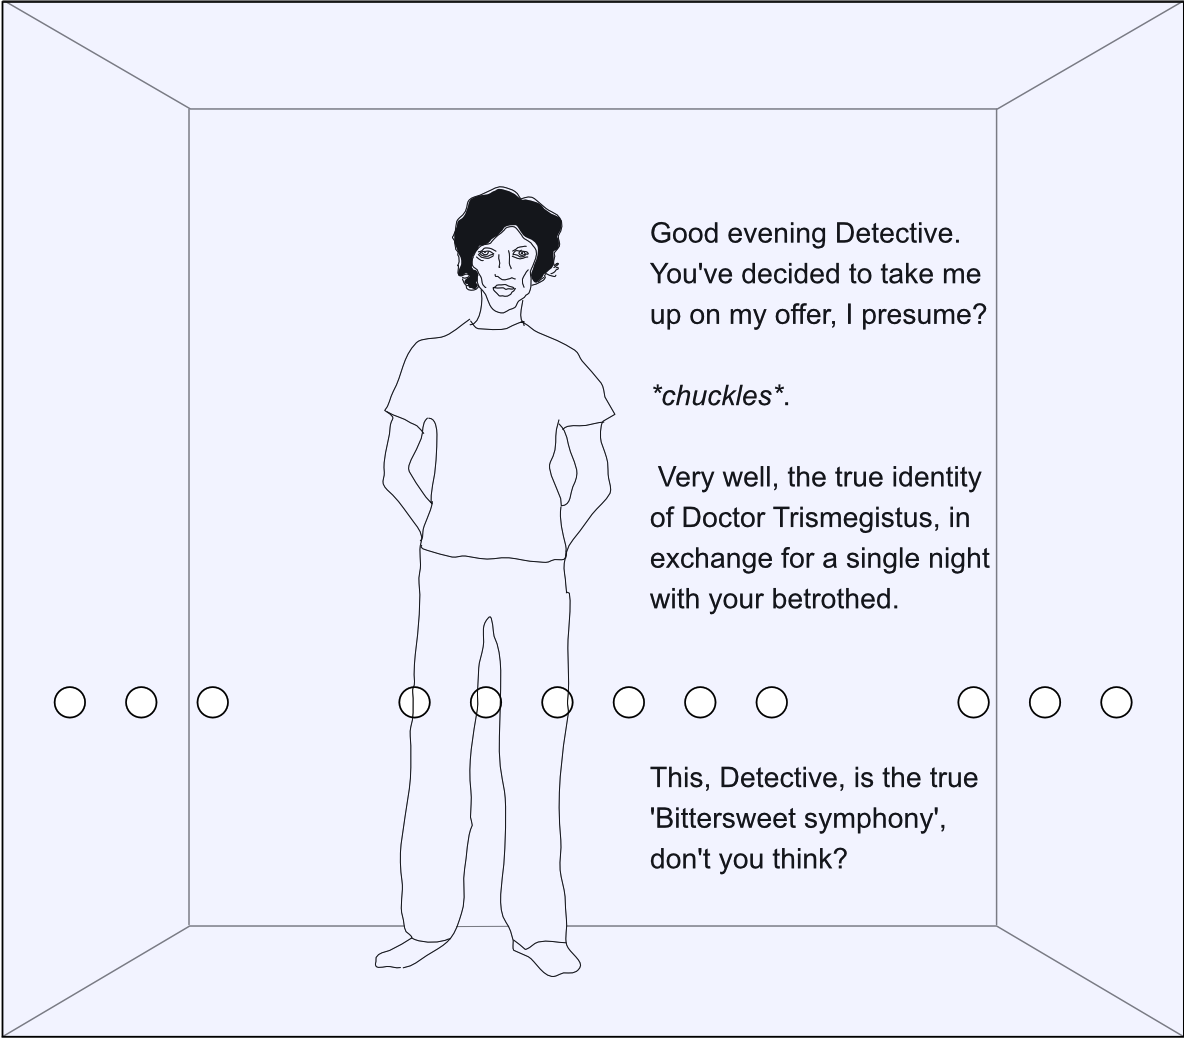 Good evening Detective.
You've decided to take me
up on my offer, I presume?
*chuckles*.
Very well, the true identity
of Doctor Trismegistus, in
exchange for a single night
with your betrothed.
This, Detective, is the true
'Bittersweet symphony',
don't you think?